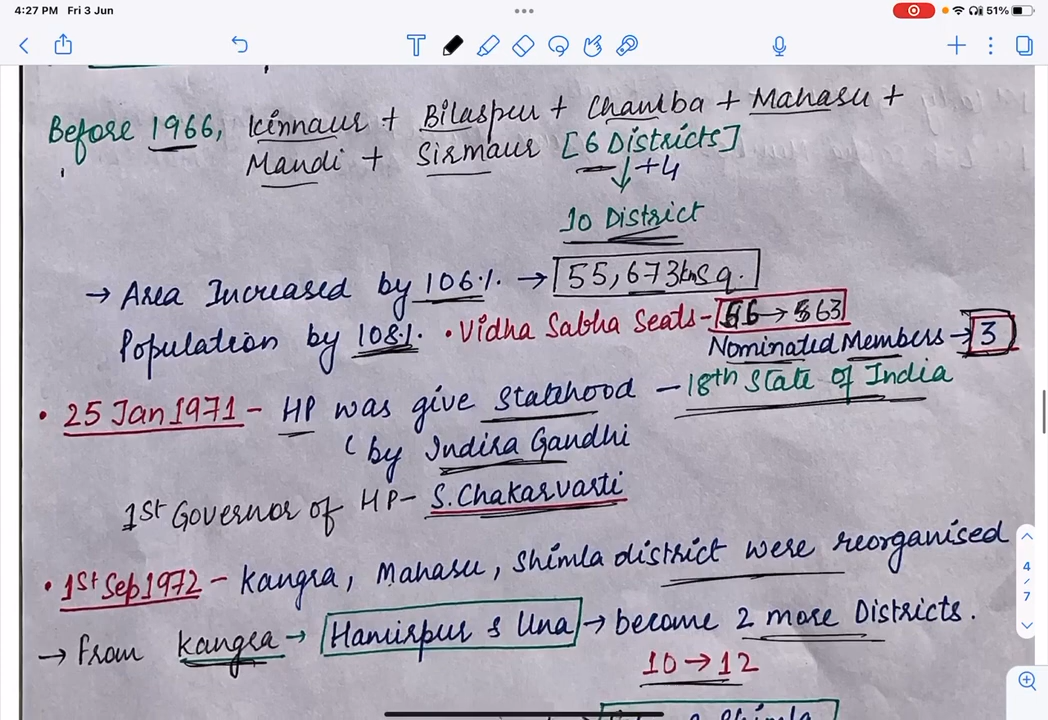 4:27 PM Fri 3 Jun
51%
T
Before 1966, Kinnaur + Bilaspur + Chamba + Mahasu +
Mandi + Sirmaur [6 Districts]
+4
10 District
→ Area Increased by 106%. → 55,673 km sq.
Population by 108%. • Vidha Sabha Seats - → 63
Nominated Members → 3
• 25 Jan 1971 - HP was give Statehood - 18th State of India
( by Indira Gandhi
1st Governor of HP - S. Chakarvarti
• 1st Sep 1972 - Kangra, Mahasu, Shimla district were reorganised
→ From Kangra → Hamirpur & Una → become 2 more Districts.
10 → 12
Shimla
4
/
7